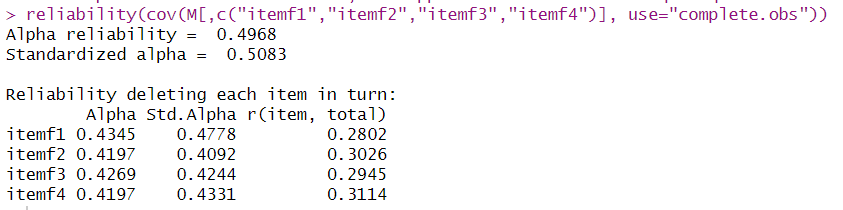 > reliability(cov(M[,c("itemf1","itemf2","itemf3","itemf4")], use="complete.obs"))
Alpha reliability =  0.4968
Standardized alpha =  0.5083

Reliability deleting each item in turn:
        Alpha Std.Alpha r(item, total)
itemf1 0.4345    0.4778         0.2802
itemf2 0.4197    0.4092         0.3026
itemf3 0.4269    0.4244         0.2945
itemf4 0.4197    0.4331         0.3114